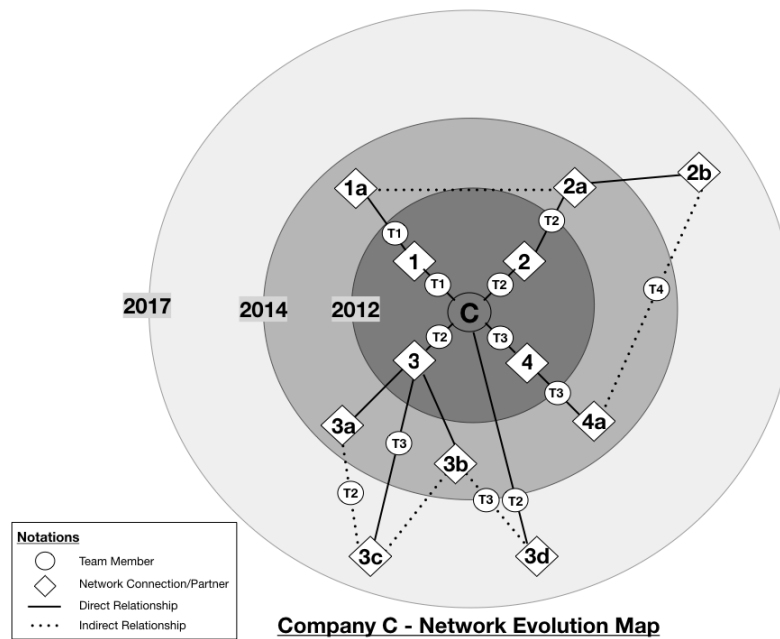 1a
2a
2b
T2
T1
1
2
T1
T2
T4
2017
2014
2012
C
T2
T3
3
4
T3
3a
4a
T3
3b
T2
T3
T2
3c
3d
Notations
Team Member
Network Connection/Partner
Direct Relationship
Indirect Relationship
Company C - Network Evolution Map